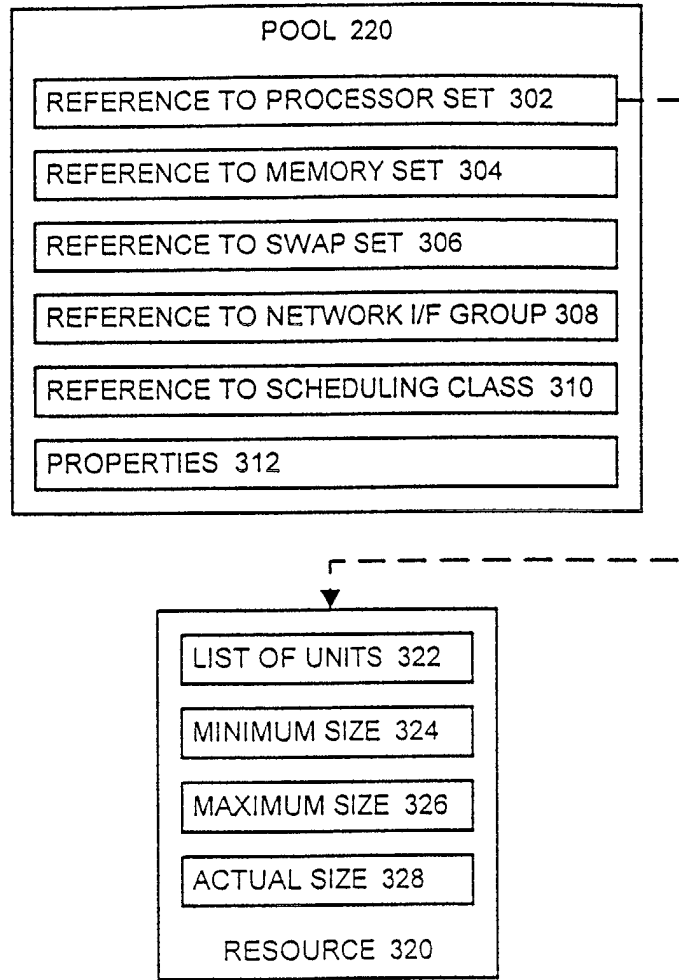 POOL 220
REFERENCE TO PROCESSOR SET 302
REFERENCE TO MEMORY SET 304
REFERENCE TO SWAP SET 306
REFERENCE TO NETWORK I/F GROUP 308
REFERENCE TO SCHEDULING CLASS 310
PROPERTIES 312
LIST OF UNITS 322
MINIMUM SIZE 324
MAXIMUM SIZE 326
ACTUAL SIZE 328
RESOURCE 320